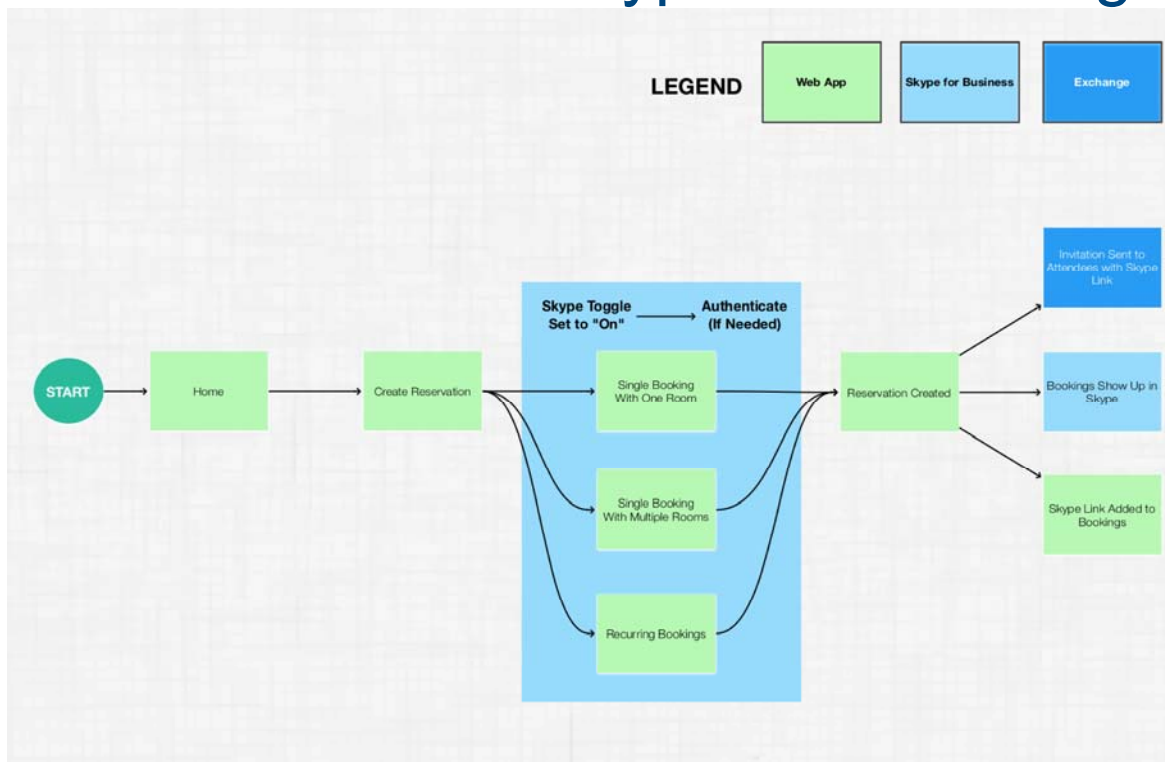 LEGEND
Web App
Skype for Business
Exchange
Invitation Sent to
Attendees with Skype
Link
Skype Toggle
Set to "On"
Authenticate
(If Needed)
START
Home
Create Reservation
Single Booking
With One Room
Reservation Created
Bookings Show Up in
Skype
Single Booking
With Multiple Rooms
Skype Link Added to
Bookings
Recurring Bookings